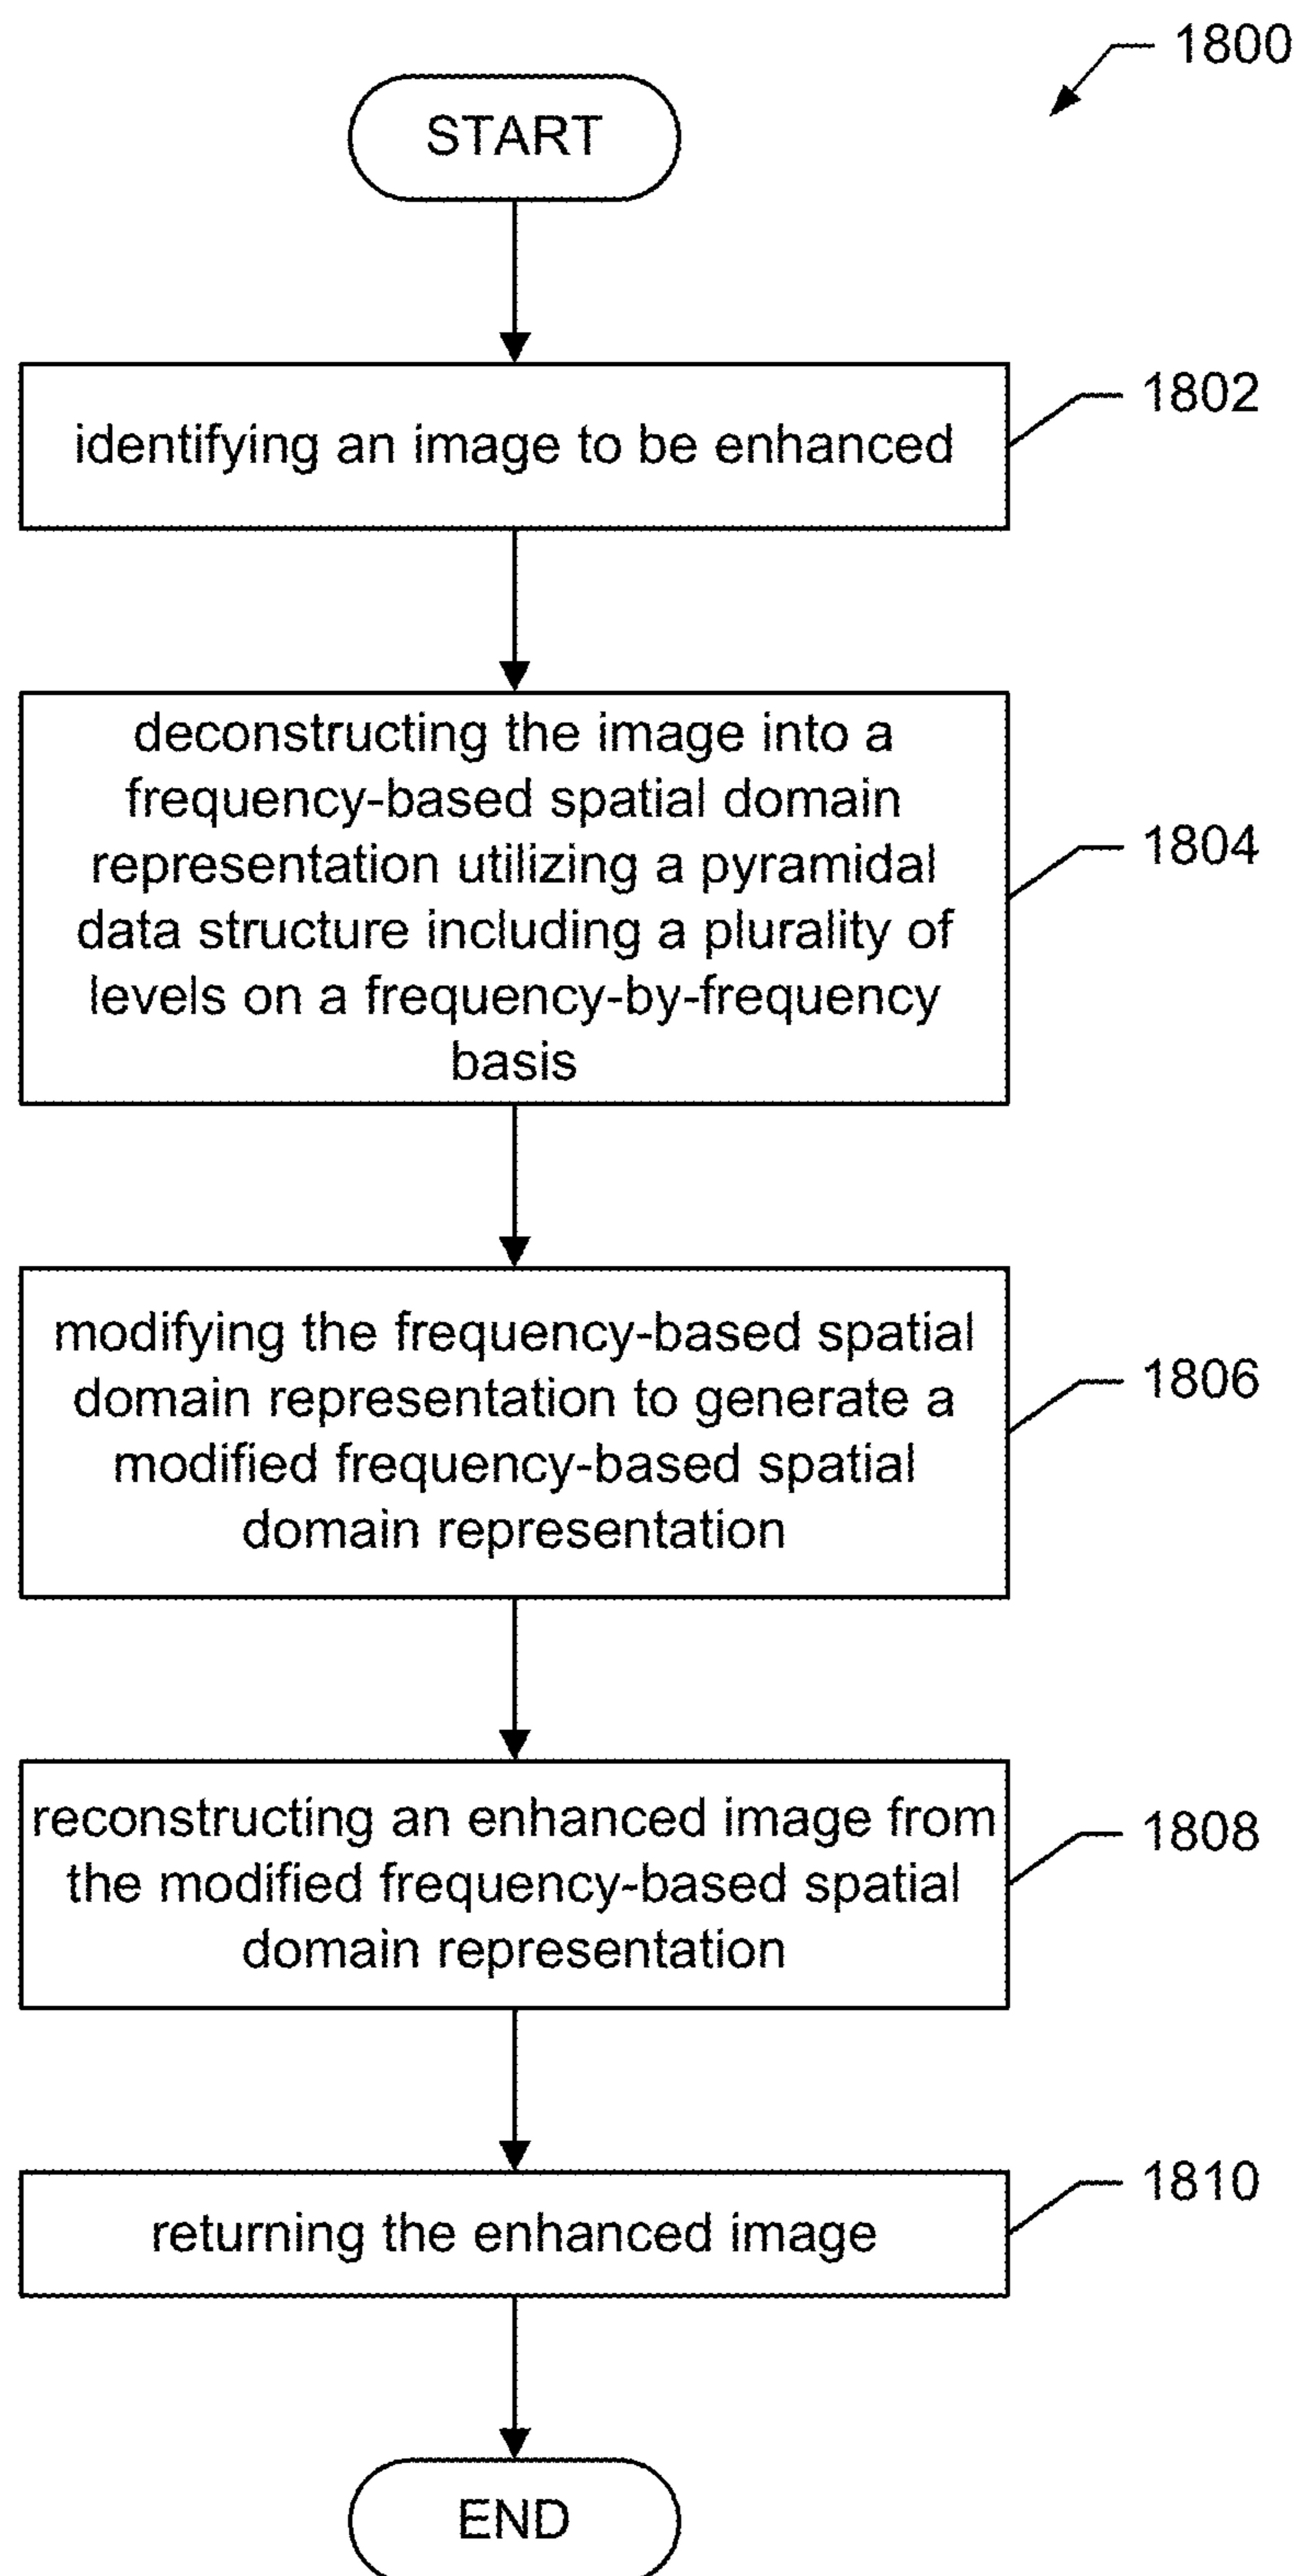 1800
START
identifying an image to be enhanced
1802
deconstructing the image into a
frequency-based spatial domain
representation utilizing a pyramidal
data structure including a plurality of
levels on a frequency-by-frequency
basis
1804
modifying the frequency-based spatial
domain representation to generate a
modified frequency-based spatial
domain representation
1806
reconstructing an enhanced image from
the modified frequency-based spatial
domain representation
1808
returning the enhanced image
1810
END